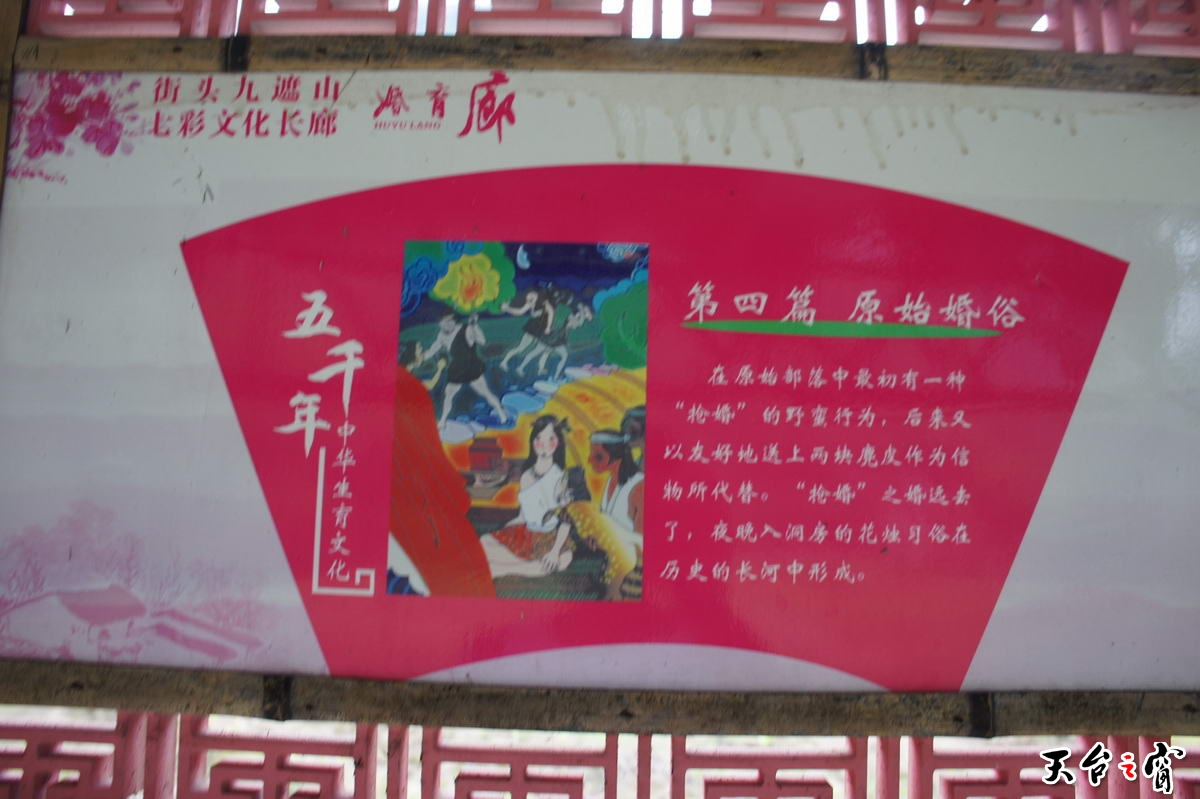 街头九遮山
七彩文化长廊
婚育廊
HUYU LANG
五千年
中华生育文化
第四篇 原始婚俗
在原始部落中最初有一种
“抢婚”的野蛮行为，后来又
以友好地送上两块麂皮作为信
物所代替。“抢婚”之婚远去
了，夜晚入洞房的花烛习俗在
历史的长河中形成。
天台之窗